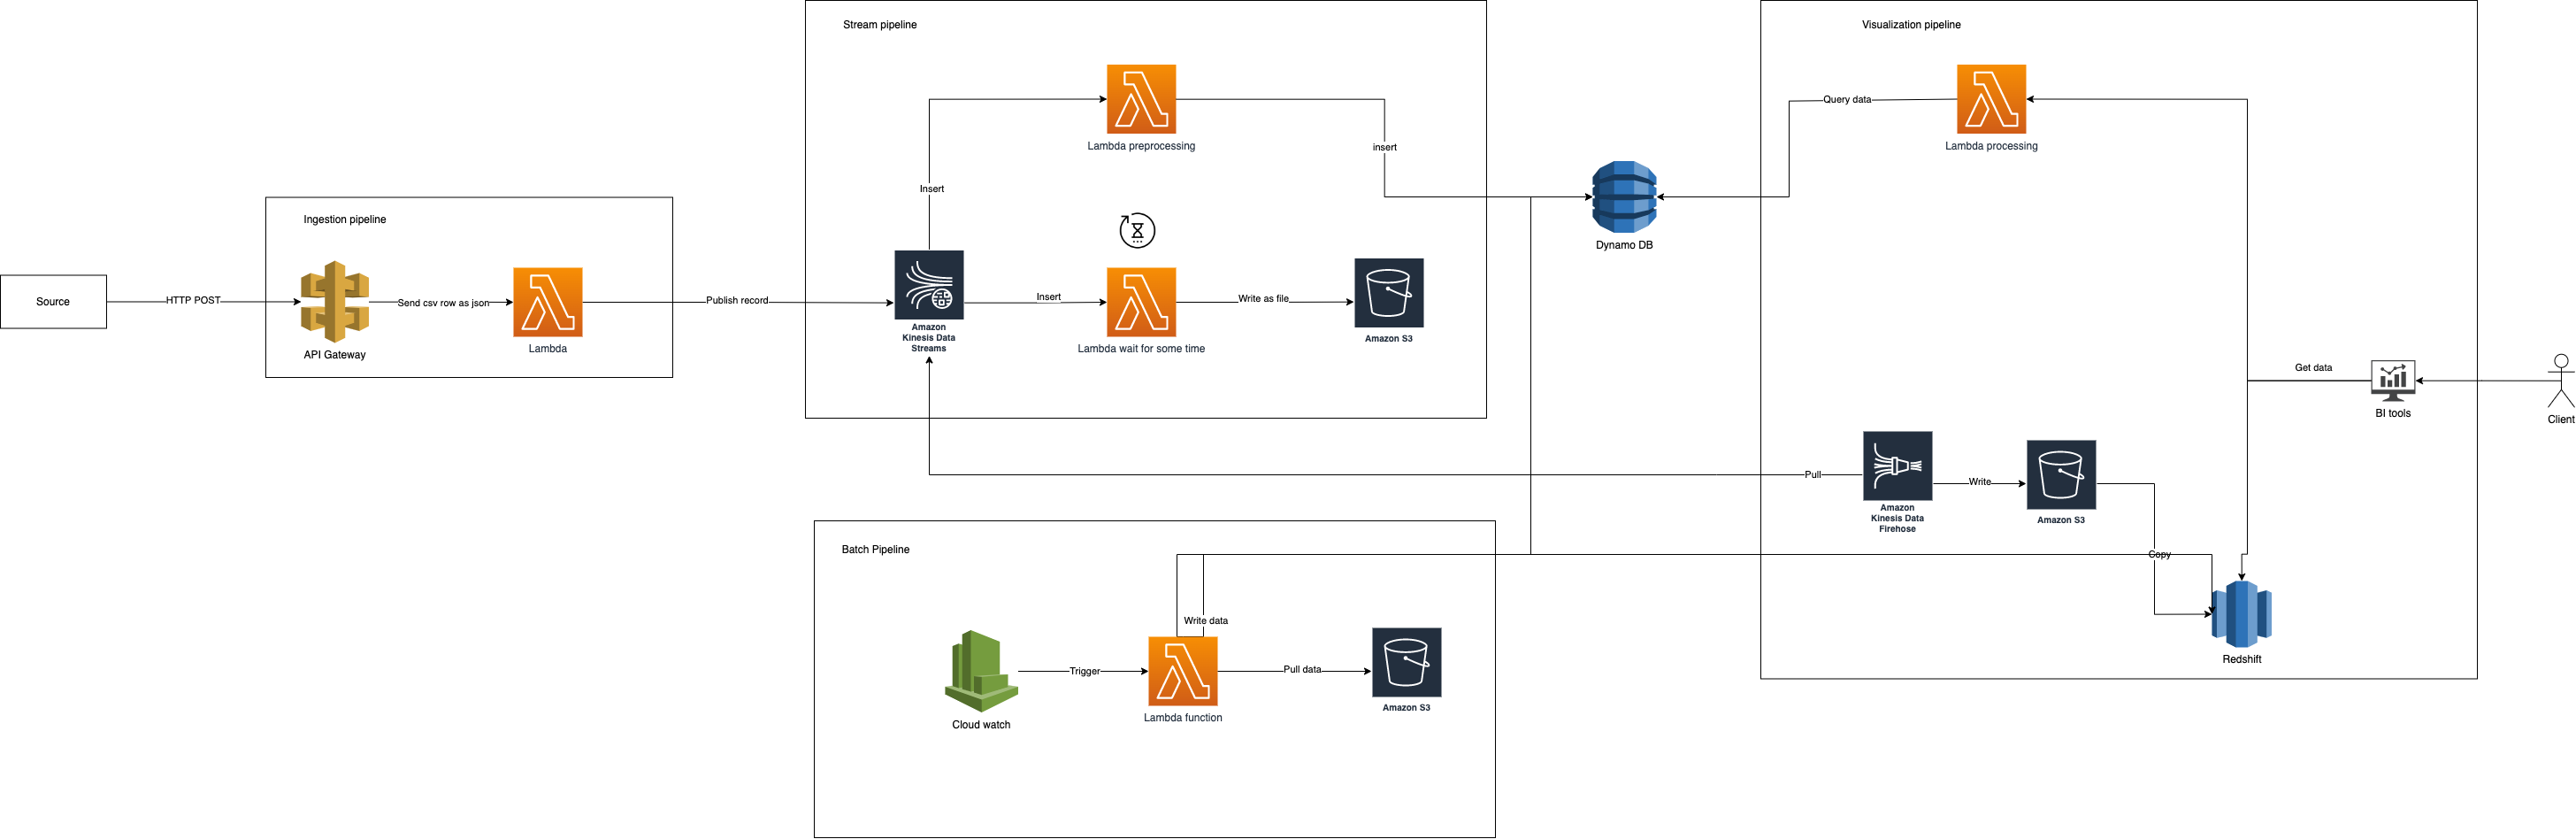 Source
HTTP POST
Ingestion pipeline
API Gateway
Send csv row as json
Lambda
Publish record
Stream pipeline
Lambda preprocessing
Insert
insert
Amazon
Kinesis Data
Streams
Insert
Lambda wait for some time
Write as file
Amazon S3
Dynamo DB
Visualization pipeline
Query data
Lambda processing
Get data
BI tools
Client
Pull
Amazon
Kinesis Data
Firehose
Write
Amazon S3
Copy
Redshift
Batch Pipeline
Write data
Cloud watch
Trigger
Lambda function
Pull data
Amazon S3